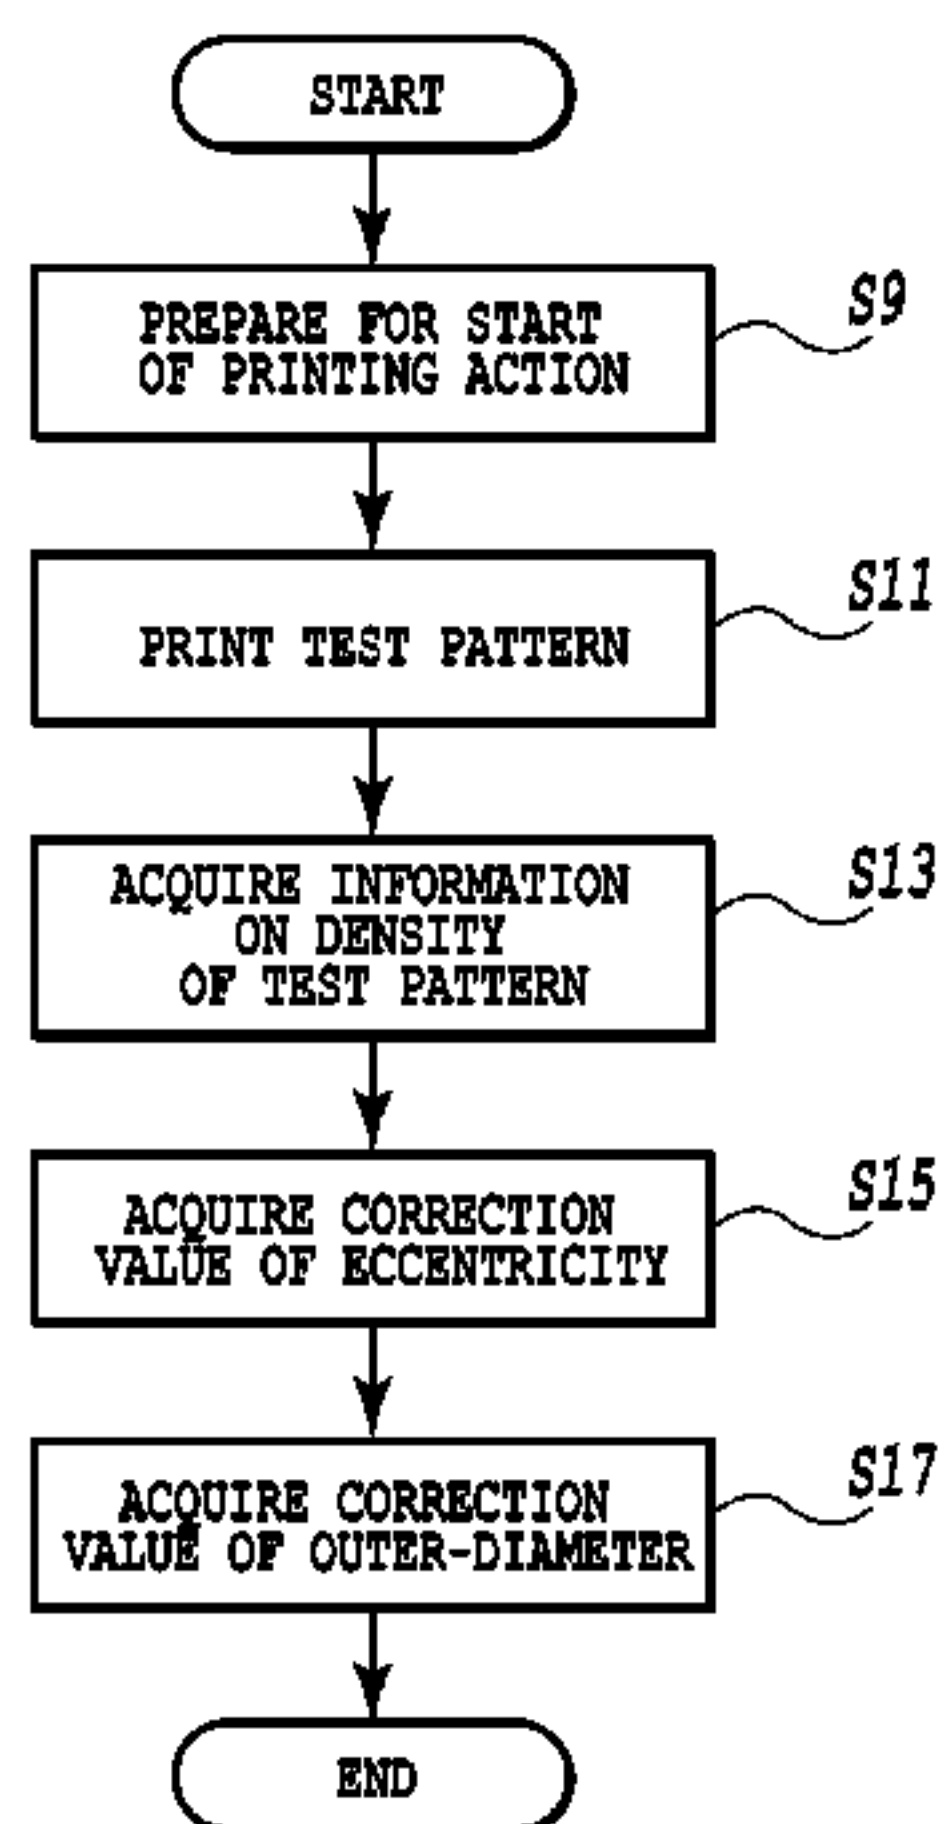 START
PREPARE FOR START
OF PRINTING ACTION
S9
PRINT TEST PATTERN
S11
ACQUIRE INFORMATION
ON DENSITY
OF TEST PATTERN
S13
ACQUIRE CORRECTION
VALUE OF ECCENTRICITY
S15
ACQUIRE CORRECTION
VALUE OF OUTER-DIAMETER
S17
END